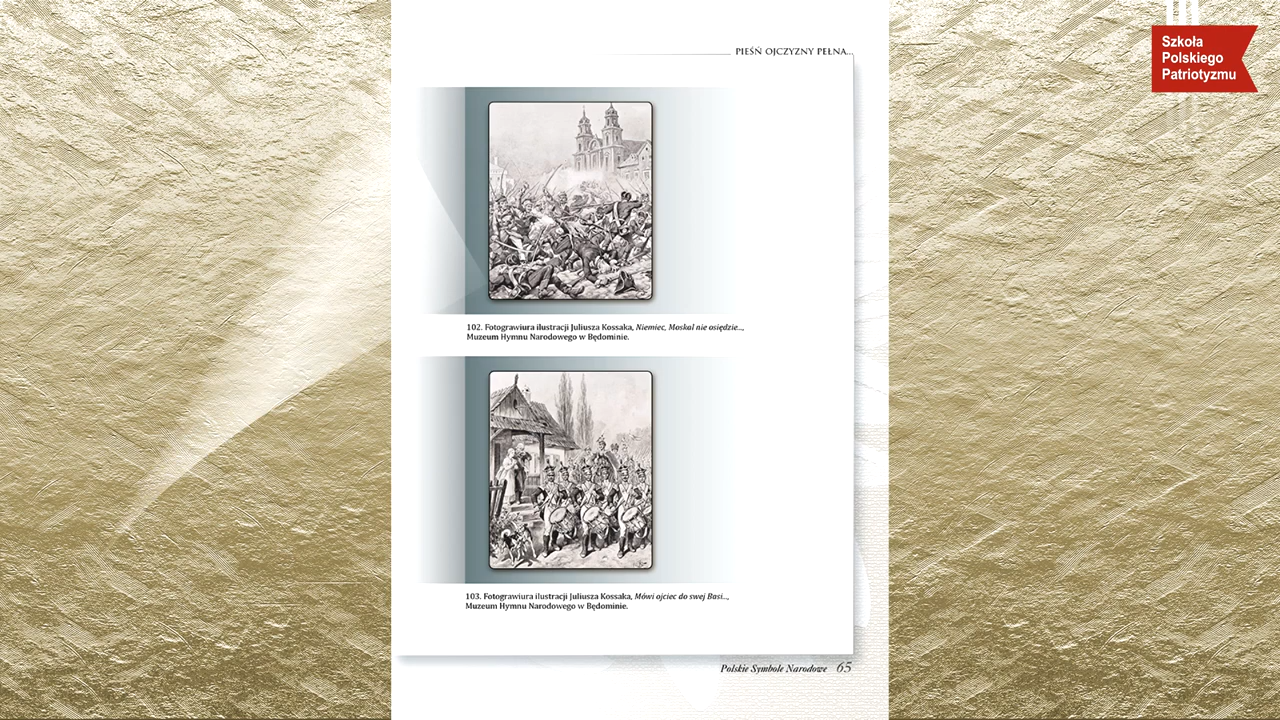 PIEŚŃ OJCZYZNY PEŁNA...
Szkoła
Polskiego
Patriotyzmu
102. Fotograwiura ilustracji Juliusza Kossaka, Niemiec, Moskal nie osiędzie...,
Muzeum Hymnu Narodowego w Będominie.
103. Fotograwiura ilustracji Juliusza Kossaka, Mówi ojciec do swej Basi...,
Muzeum Hymnu Narodowego w Będominie.
Polskie Symbole Narodowe 65